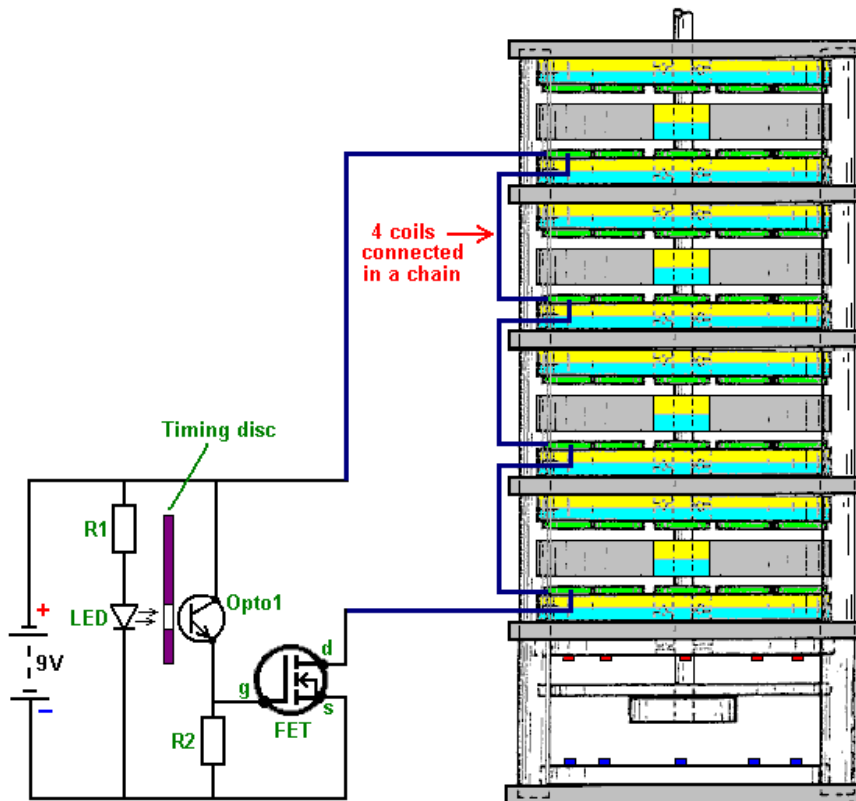 4 coils
connected
in a chain
Timing disc
R1
LED
Opto1
+
9V
–
d
g
s
FET
R2